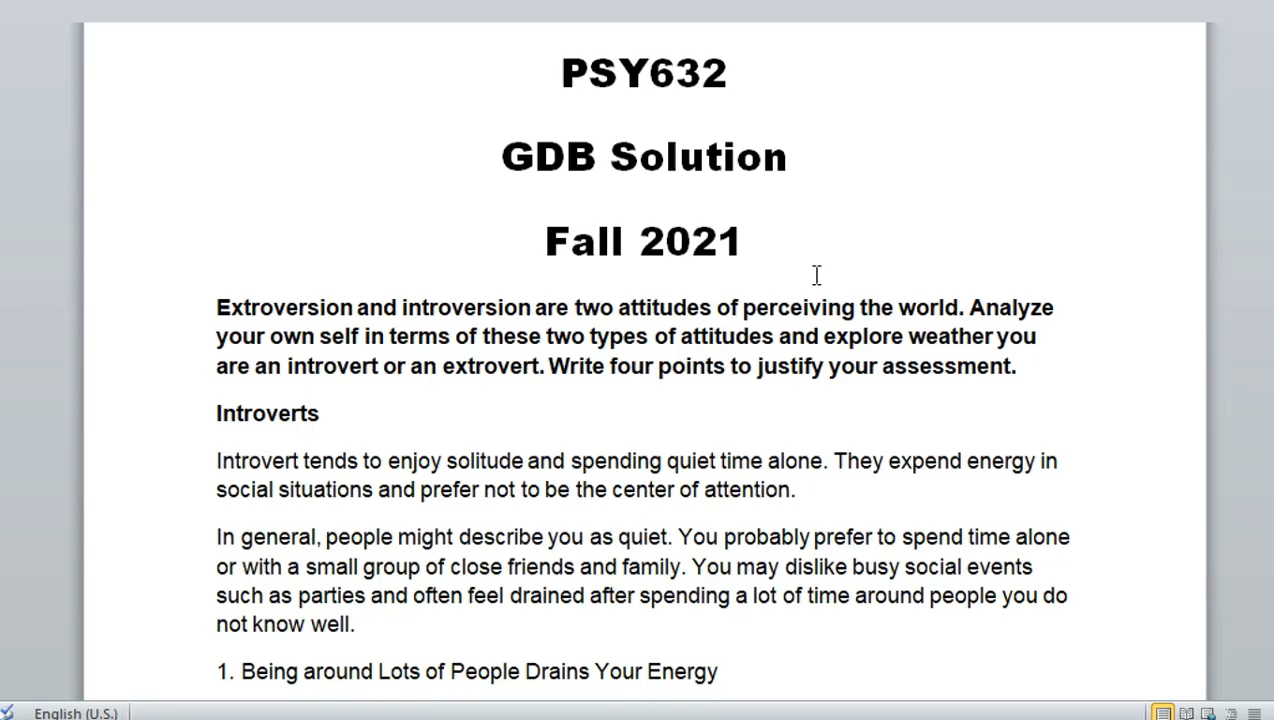 PSY632
GDB Solution
Fall 2021
Extroversion and introversion are two attitudes of perceiving the world. Analyze
your own self in terms of these two types of attitudes and explore weather you
are an introvert or an extrovert. Write four points to justify your assessment.
Introverts
Introvert tends to enjoy solitude and spending quiet time alone. They expend energy in
social situations and prefer not to be the center of attention.
In general, people might describe you as quiet. You probably prefer to spend time alone
or with a small group of close friends and family. You may dislike busy social events
such as parties and often feel drained after spending a lot of time around people you do
not know well.
1. Being around Lots of People Drains Your Energy
English (U.S.)